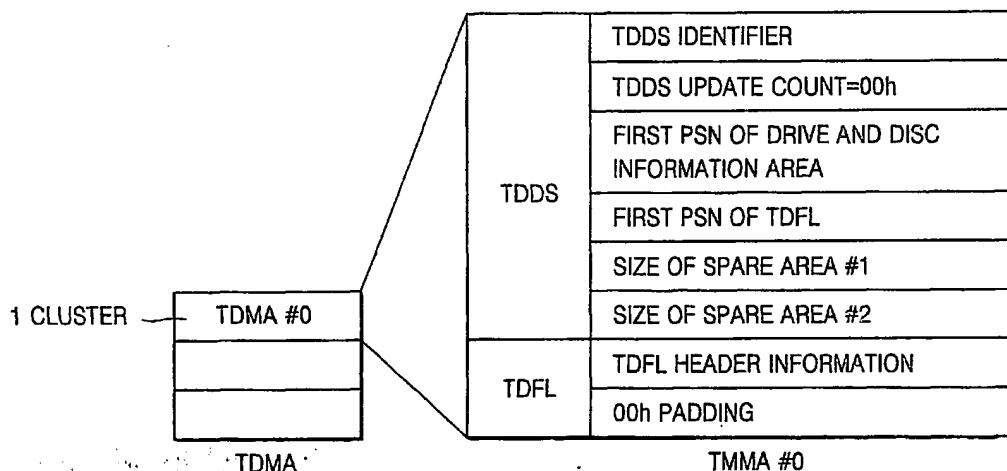 1 CLUSTER
TDMA #0
TDMA
TDDS
TDDS IDENTIFIER
TDDS UPDATE COUNT=00h
FIRST PSN OF DRIVE AND DISC
INFORMATION AREA
FIRST PSN OF TDFL
SIZE OF SPARE AREA #1
SIZE OF SPARE AREA #2
TDFL
TDFL HEADER INFORMATION
00h PADDING
TMMA #0